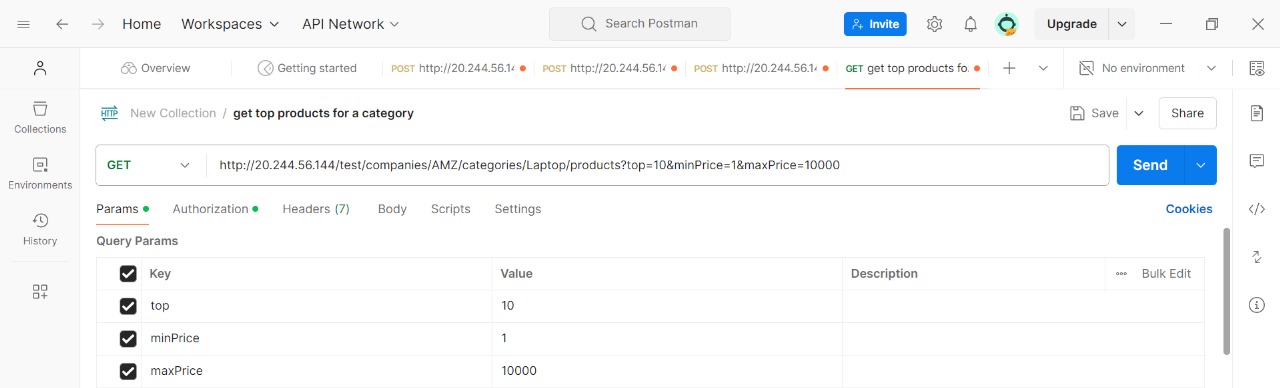 Home Workspaces API Network Search Postman Invite Upgrade
Overview Getting started POST http://20.244.56.14 POST http://20.244.56.14 POST http://20.244.56.14 GET get top products fo. No environment
HTTP New Collection / get top products for a category Save Share
Collections
GET http://20.244.56.144/test/companies/AMZ/categories/Laptop/products?top=10&minPrice=1&maxPrice=10000 Send
Environments
Params Authorization Headers (7) Body Scripts Settings Cookies
History
Query Params
Key Value Description Bulk Edit
top 10
minPrice 1
maxPrice 10000